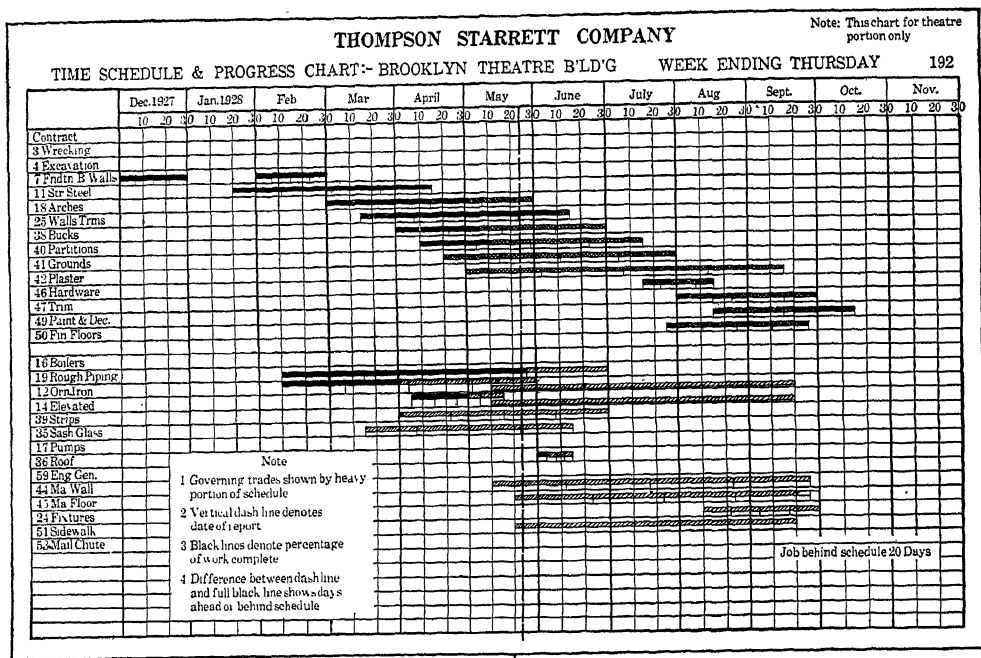 Note: This chart for theatre
portion only
THOMPSON STARRETT COMPANY
TIME SCHEDULE & PROGRESS CHART:- BROOKLYN THEATRE B'LD'G WEEK ENDING THURSDAY 192
Dec.1927 Jan.1928 Feb Mar April May June July Aug Sept. Oct. Nov.
10 20 30 10 20 30 10 20 30 10 20 30 10 20 30 10 20 30 10 20 30 10 20 30 10 20 30 10 20 30 10 20 30 10 20 30
Contract
3 Wrecking
4 Excavation
7 Fndtn B Walls
11 Str Steel
18 Arches
25 Walls Trms
38 Bucks
40 Partitions
41 Grounds
42 Plaster
46 Hardware
47 Trim
49 Paint & Dec.
50 Fin Floors
16 Boilers
19 Rough Piping
12 Orn Iron
14 Elevated
39 Strips
35 Sash Glass
17 Pumps
36 Roof
59 Eng Gen.
44 Ma Wall
45 Ma Floor
24 Fixtures
51 Sidewalk
53 Mail Chute
Note
1 Governing trades shown by heavy
portion of schedule
2 Vertical dash line denotes
date of report
3 Black lines denote percentage
of work complete
4 Difference between dash line
and full black line shows days
ahead or behind schedule
Job behind schedule 20 Days